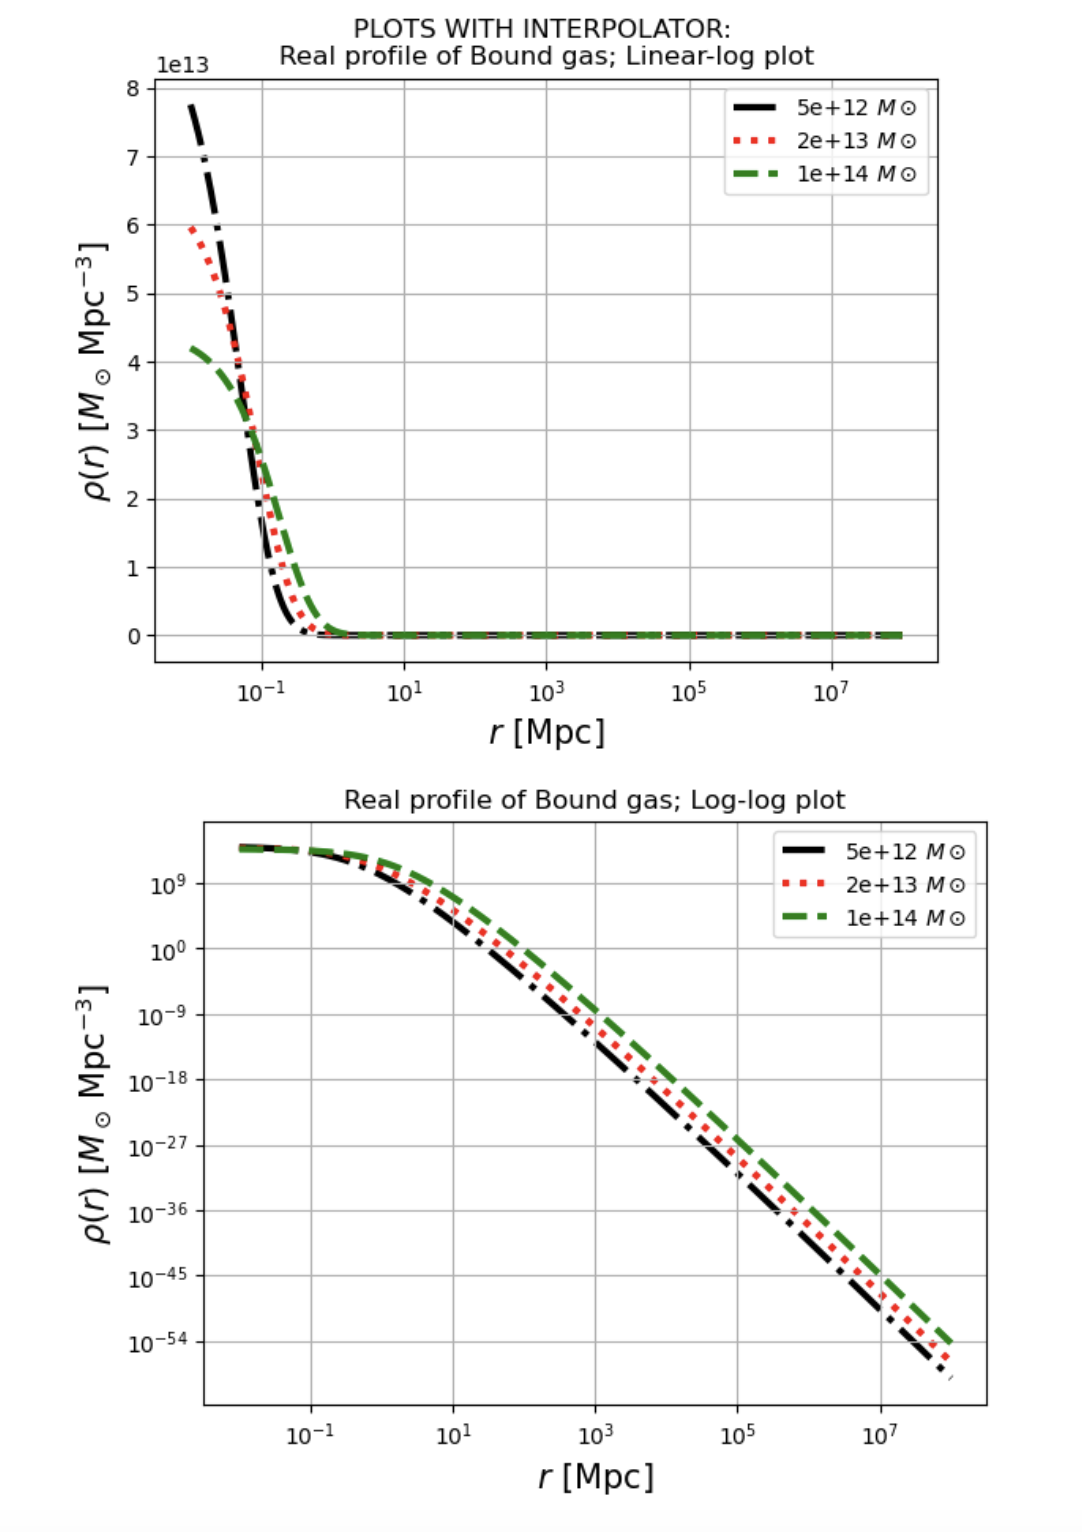 PLOTS WITH INTERPOLATOR:
Real profile of Bound gas; Linear-log plot
1e13
8
7
6
5
4
3
2
1
0
ρ(r) [M⊙ Mpc⁻³]
5e+12 M⊙
2e+13 M⊙
1e+14 M⊙
10⁻¹ 10¹ 10³ 10⁵ 10⁷
r [Mpc]
Real profile of Bound gas; Log-log plot
10⁹
10⁰
10⁻⁹
10⁻¹⁸
10⁻²⁷
10⁻³⁶
10⁻⁴⁵
10⁻⁵⁴
ρ(r) [M⊙ Mpc⁻³]
5e+12 M⊙
2e+13 M⊙
1e+14 M⊙
10⁻¹ 10¹ 10³ 10⁵ 10⁷
r [Mpc]